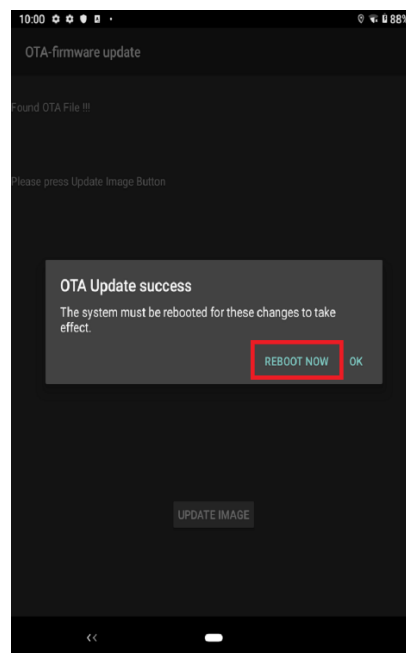 10:00 88%
OTA-firmware update
Found OTA File !!!
Please press Update Image Button
OTA Update success
The system must be rebooted for these changes to take
effect.
REBOOT NOW OK
UPDATE IMAGE
<<